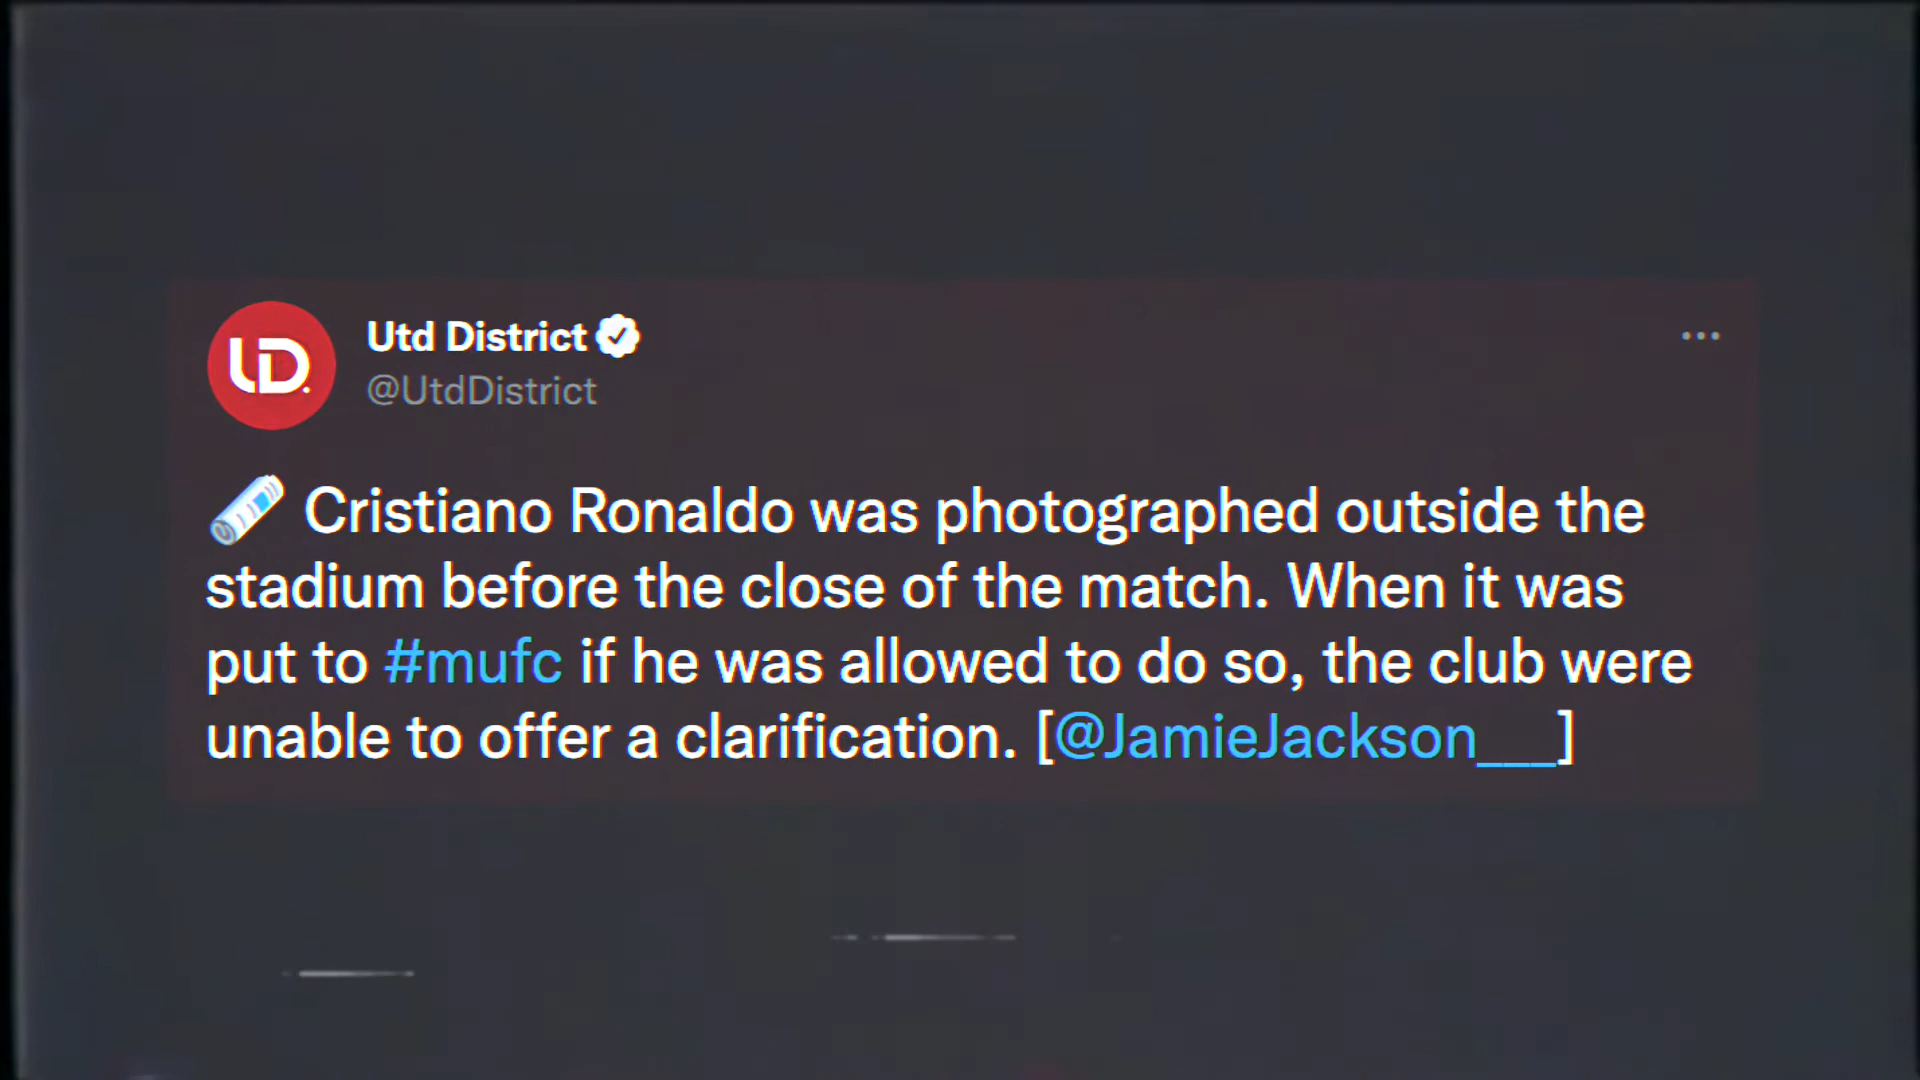 UD.
Utd District
@UtdDistrict
Cristiano Ronaldo was photographed outside the
stadium before the close of the match. When it was
put to #mufc if he was allowed to do so, the club were
unable to offer a clarification. [@JamieJackson___]